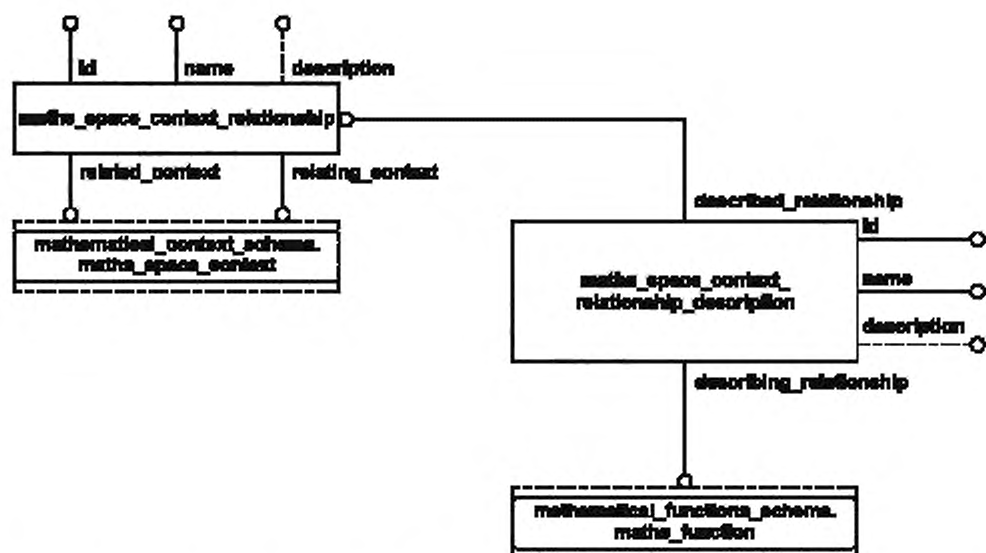 id
name
description
maths_space_context_relationship
related_context
relating_context
mathematical_context_schema.
maths_space_context
described_relationship
id
maths_space_context_
relationship_description
name
description
describing_relationship
mathematical_functions_schema.
maths_function